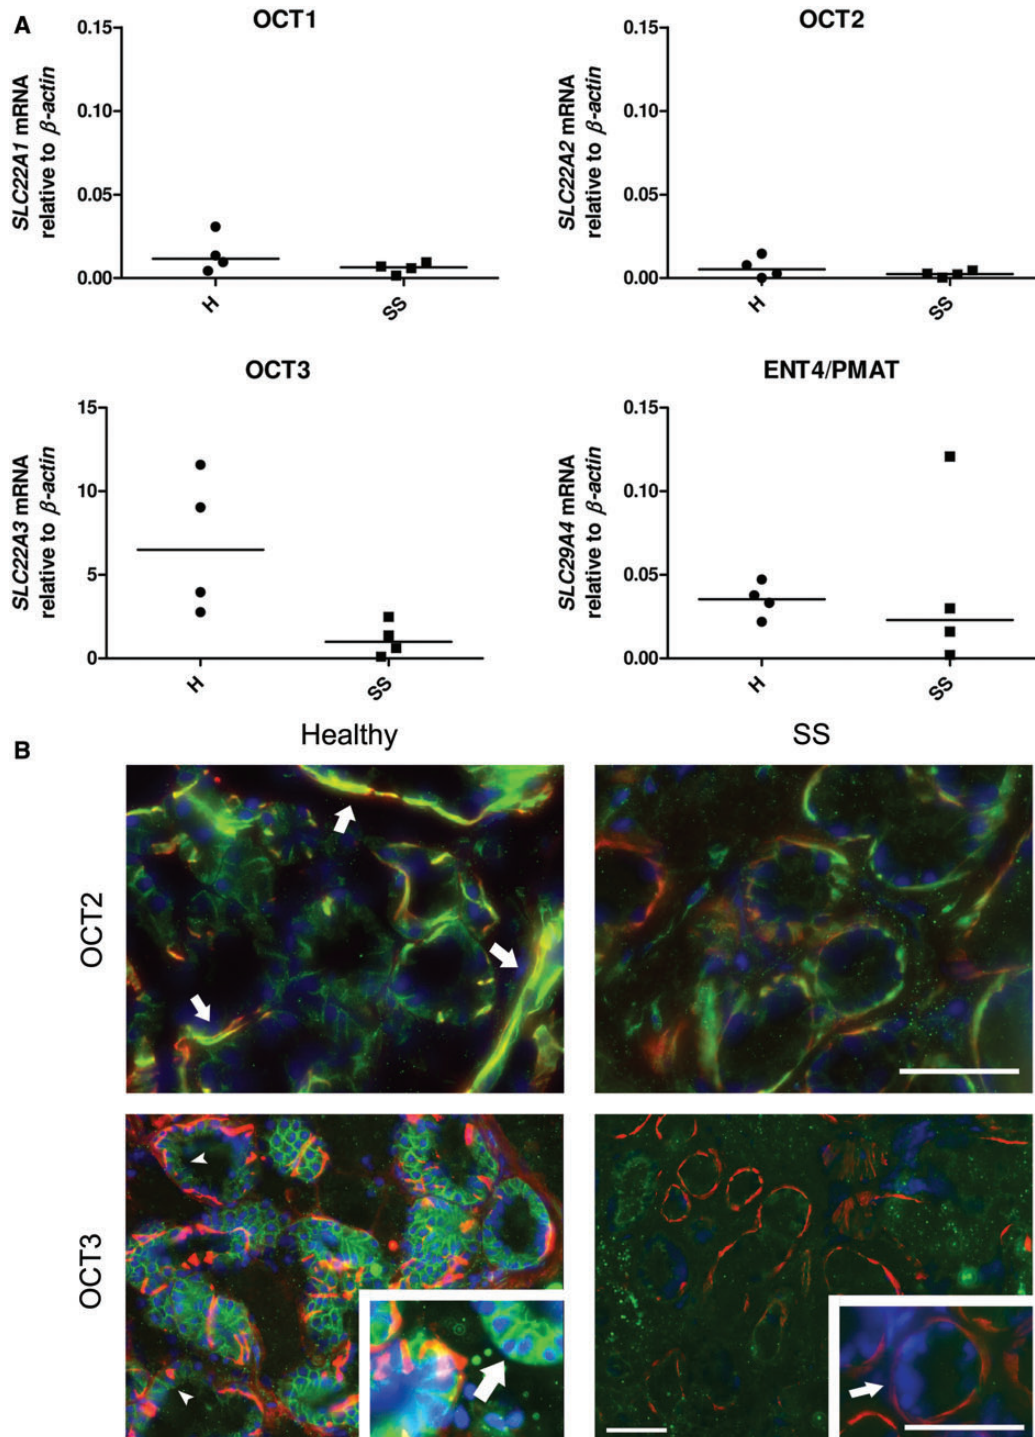 A
OCT1
SLC22A1 mRNA
relative to β-actin
0.15
0.10
0.05
0.00
H
SS
OCT2
SLC22A2 mRNA
relative to β-actin
0.15
0.10
0.05
0.00
H
SS
OCT3
SLC22A3 mRNA
relative to β-actin
15
10
5
0
H
SS
ENT4/PMAT
SLC29A4 mRNA
relative to β-actin
0.15
0.10
0.05
0.00
H
SS
B
Healthy
SS
OCT2
OCT3